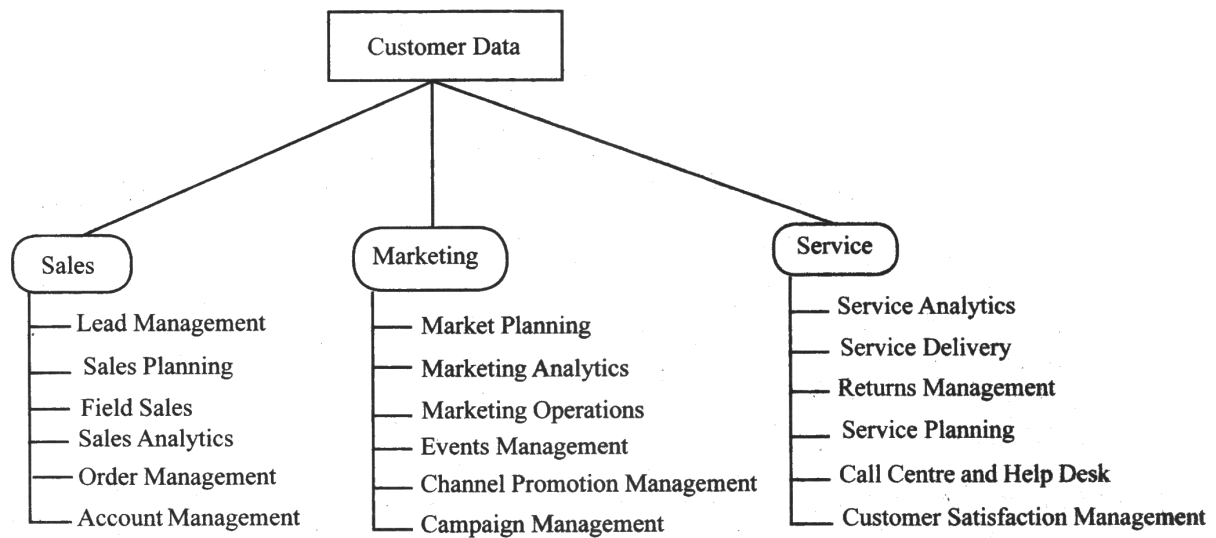 Customer Data
Sales
Lead Management
Sales Planning
Field Sales
Sales Analytics
Order Management
Account Management
Marketing
Market Planning
Marketing Analytics
Marketing Operations
Events Management
Channel Promotion Management
Campaign Management
Service
Service Analytics
Service Delivery
Returns Management
Service Planning
Call Centre and Help Desk
Customer Satisfaction Management